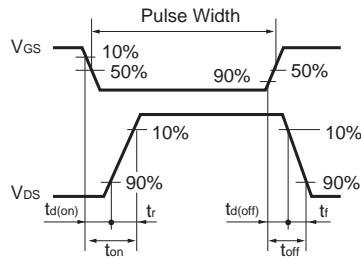 Pulse Width
VGS
10%
50%
90%
50%
10%
10%
90%
90%
VDS
td(on)
tr
td(off)
tf
ton
toff